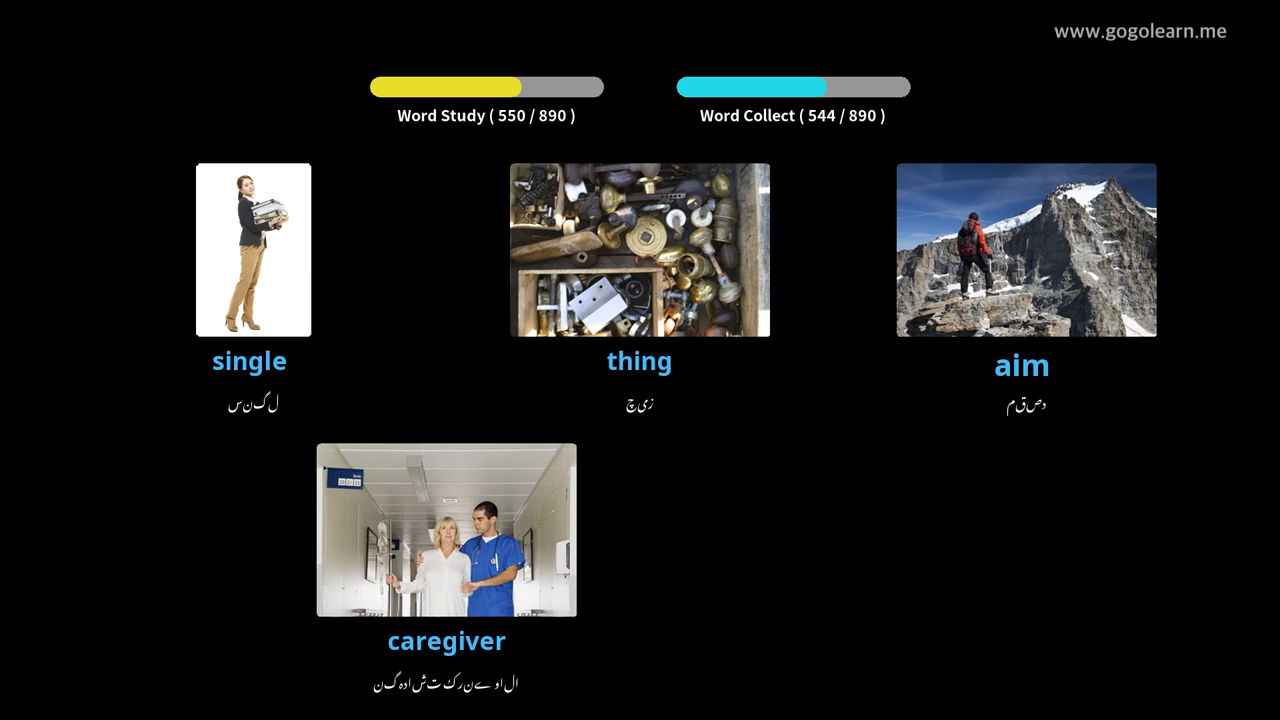 www.gogolearn.me
Word Study ( 550 / 890 )
Word Collect ( 544 / 890 )
single
thing
aim
سنگل
چیز
مقصد
caregiver
نگہداشت کرنے والا